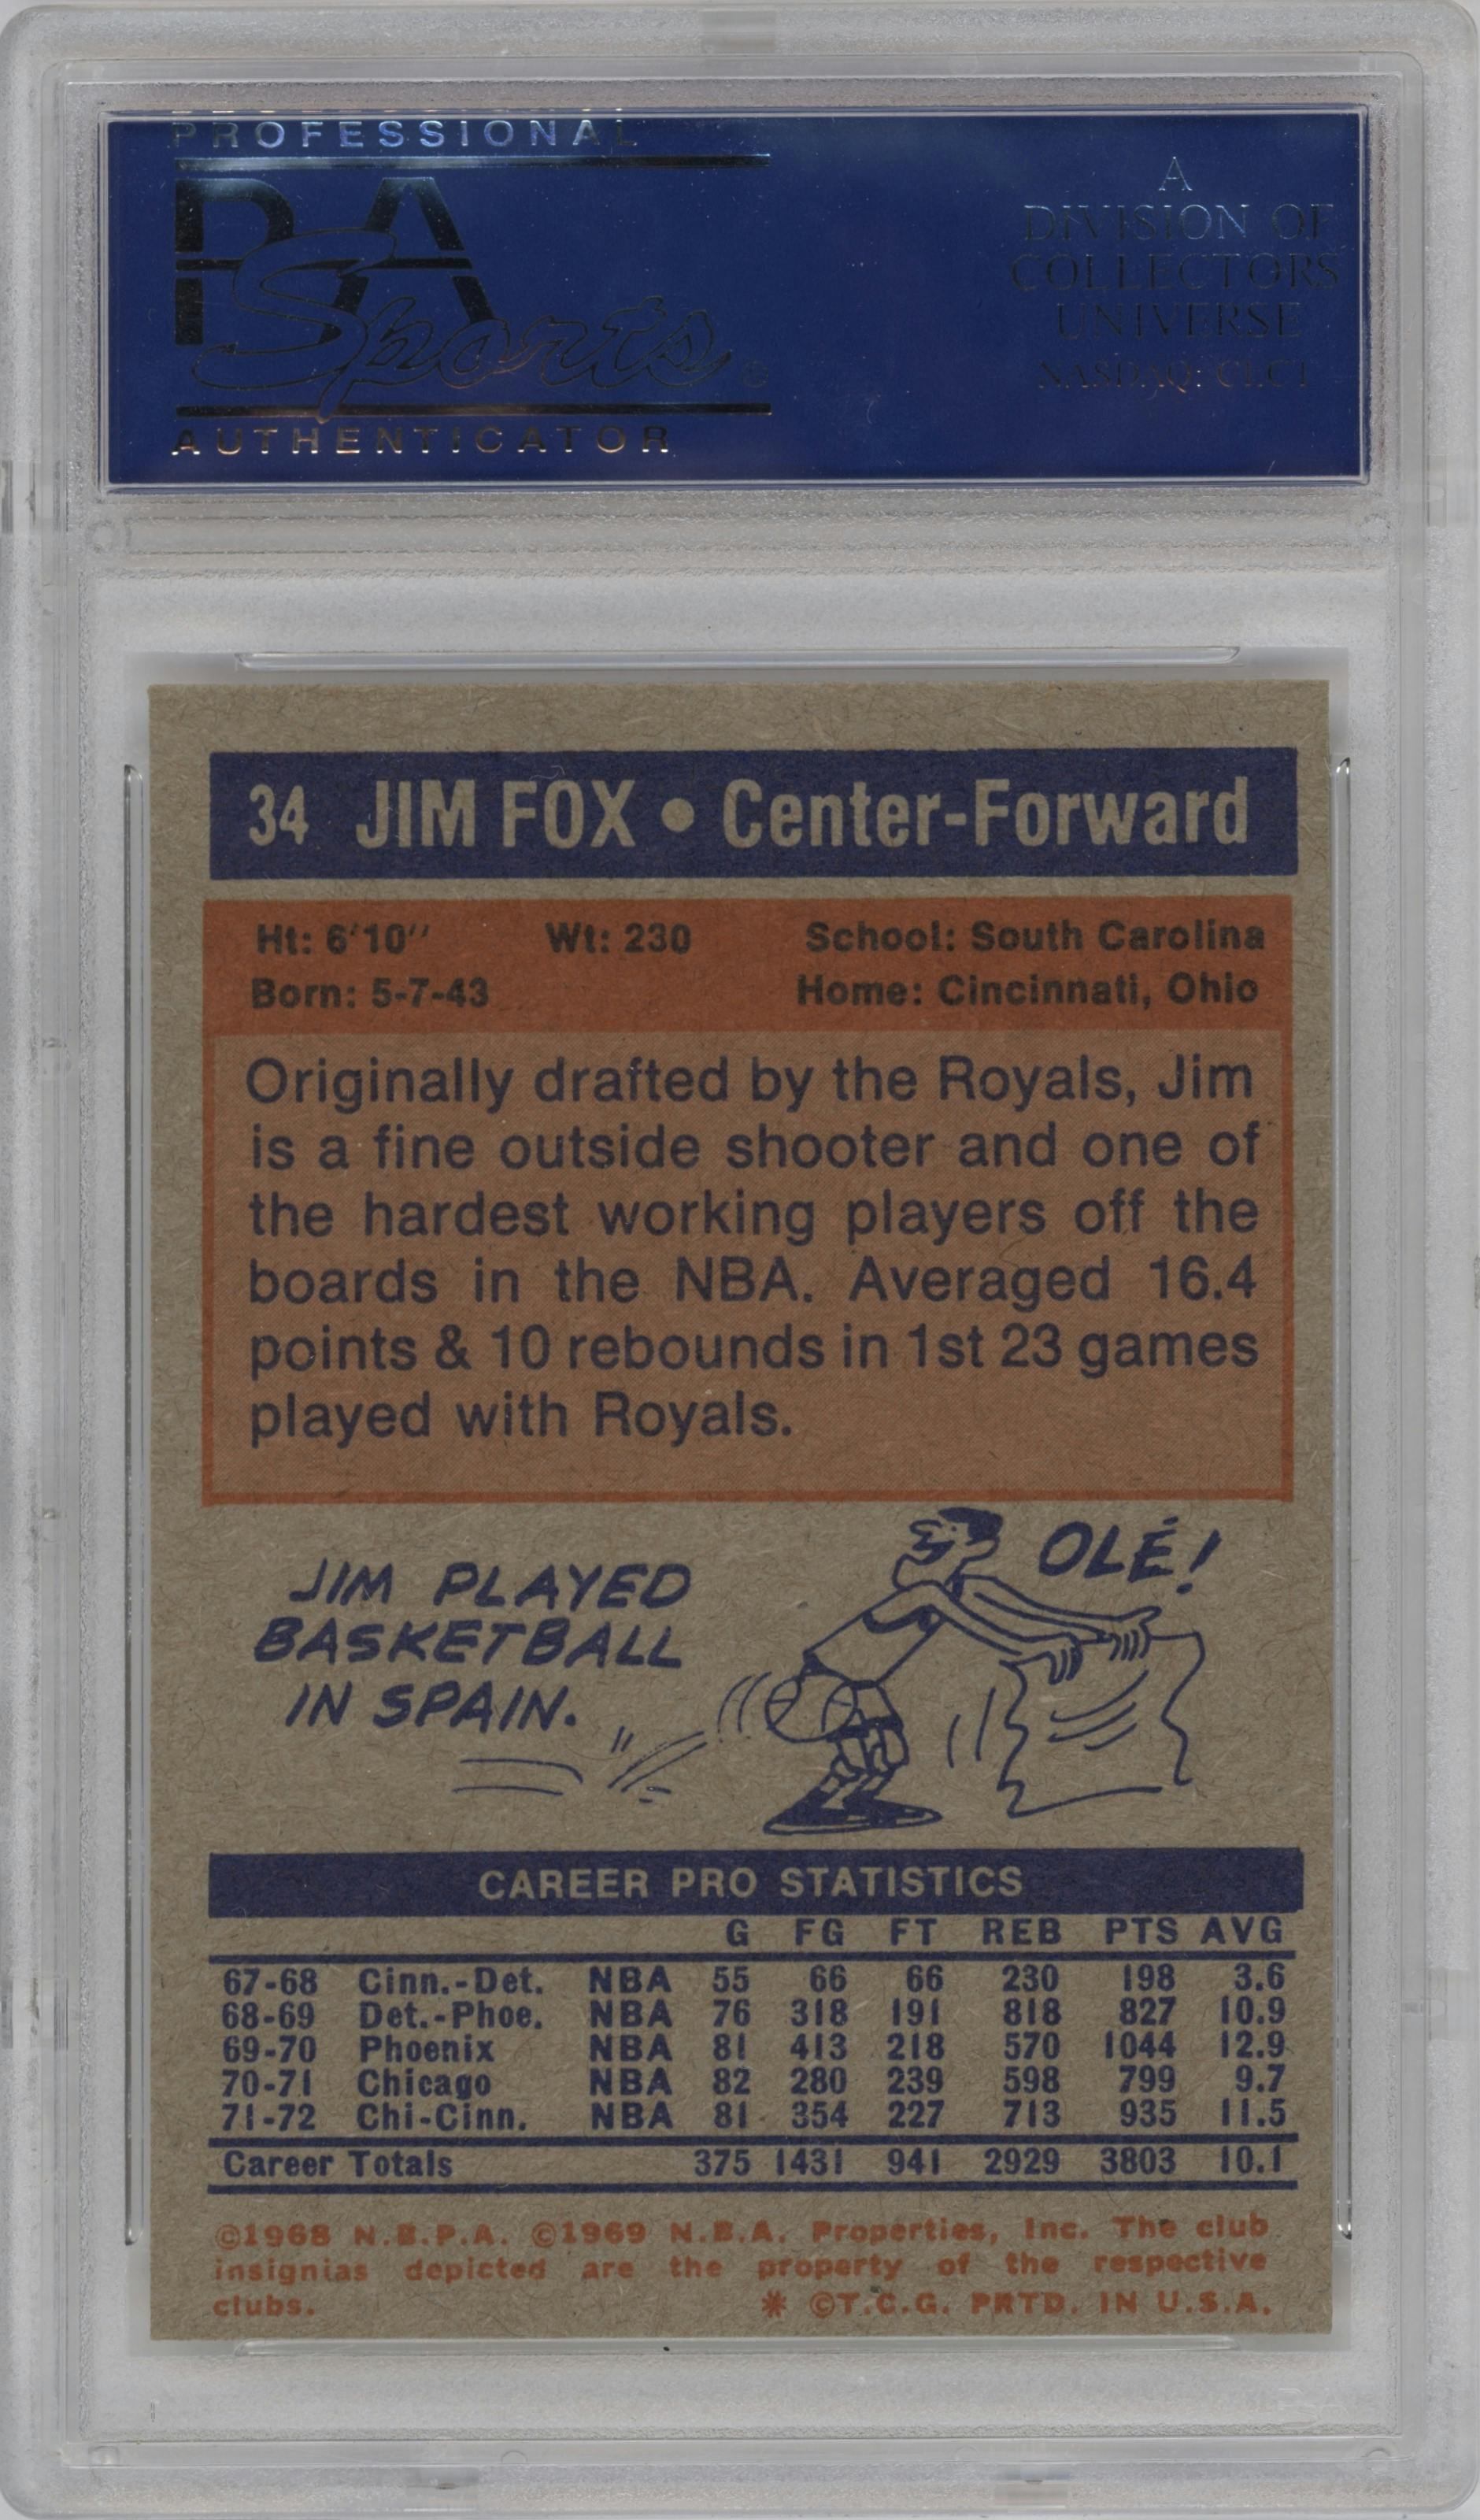 PROFESSIONAL
PSA
Sports ®
AUTHENTICATOR
A
DIVISION OF
COLLECTORS
UNIVERSE
NASDAQ: CLCT
34 JIM FOX • Center-Forward
Ht: 6'10'' Wt: 230 School: South Carolina
Born: 5-7-43 Home: Cincinnati, Ohio
Originally drafted by the Royals, Jim
is a fine outside shooter and one of
the hardest working players off the
boards in the NBA. Averaged 16.4
points & 10 rebounds in 1st 23 games
played with Royals.
JIM PLAYED
BASKETBALL
IN SPAIN.
OLÉ!
CAREER PRO STATISTICS
G FG FT REB PTS AVG
67-68 Cinn.-Det. NBA 55 66 66 230 198 3.6
68-69 Det.-Phoe. NBA 76 318 191 818 827 10.9
69-70 Phoenix NBA 81 413 218 570 1044 12.9
70-71 Chicago NBA 82 280 239 598 799 9.7
71-72 Chi-Cinn. NBA 81 354 227 713 935 11.5
Career Totals 375 1431 941 2929 3803 10.1
©1968 N.B.P.A. ©1969 N.B.A. Properties, Inc. The club
insignias depicted are the property of the respective
clubs. * ©T.C.G. PRTD. IN U.S.A.